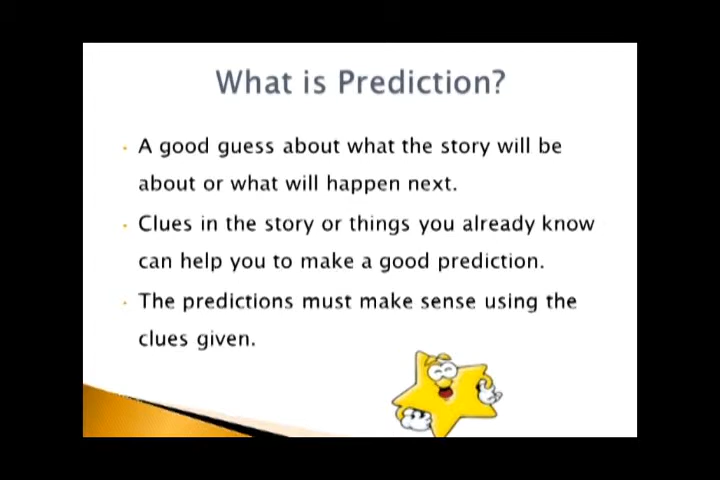 What is Prediction?
A good guess about what the story will be
about or what will happen next.
Clues in the story or things you already know
can help you to make a good prediction.
The predictions must make sense using the
clues given.